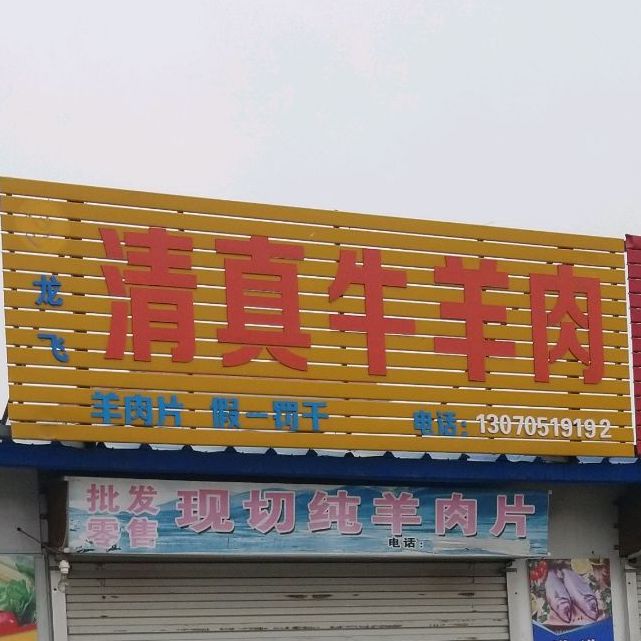 龙飞
清真牛羊肉
羊肉片 假一罚千 电话:13070519192
批发零售 现切纯羊肉片
电话: